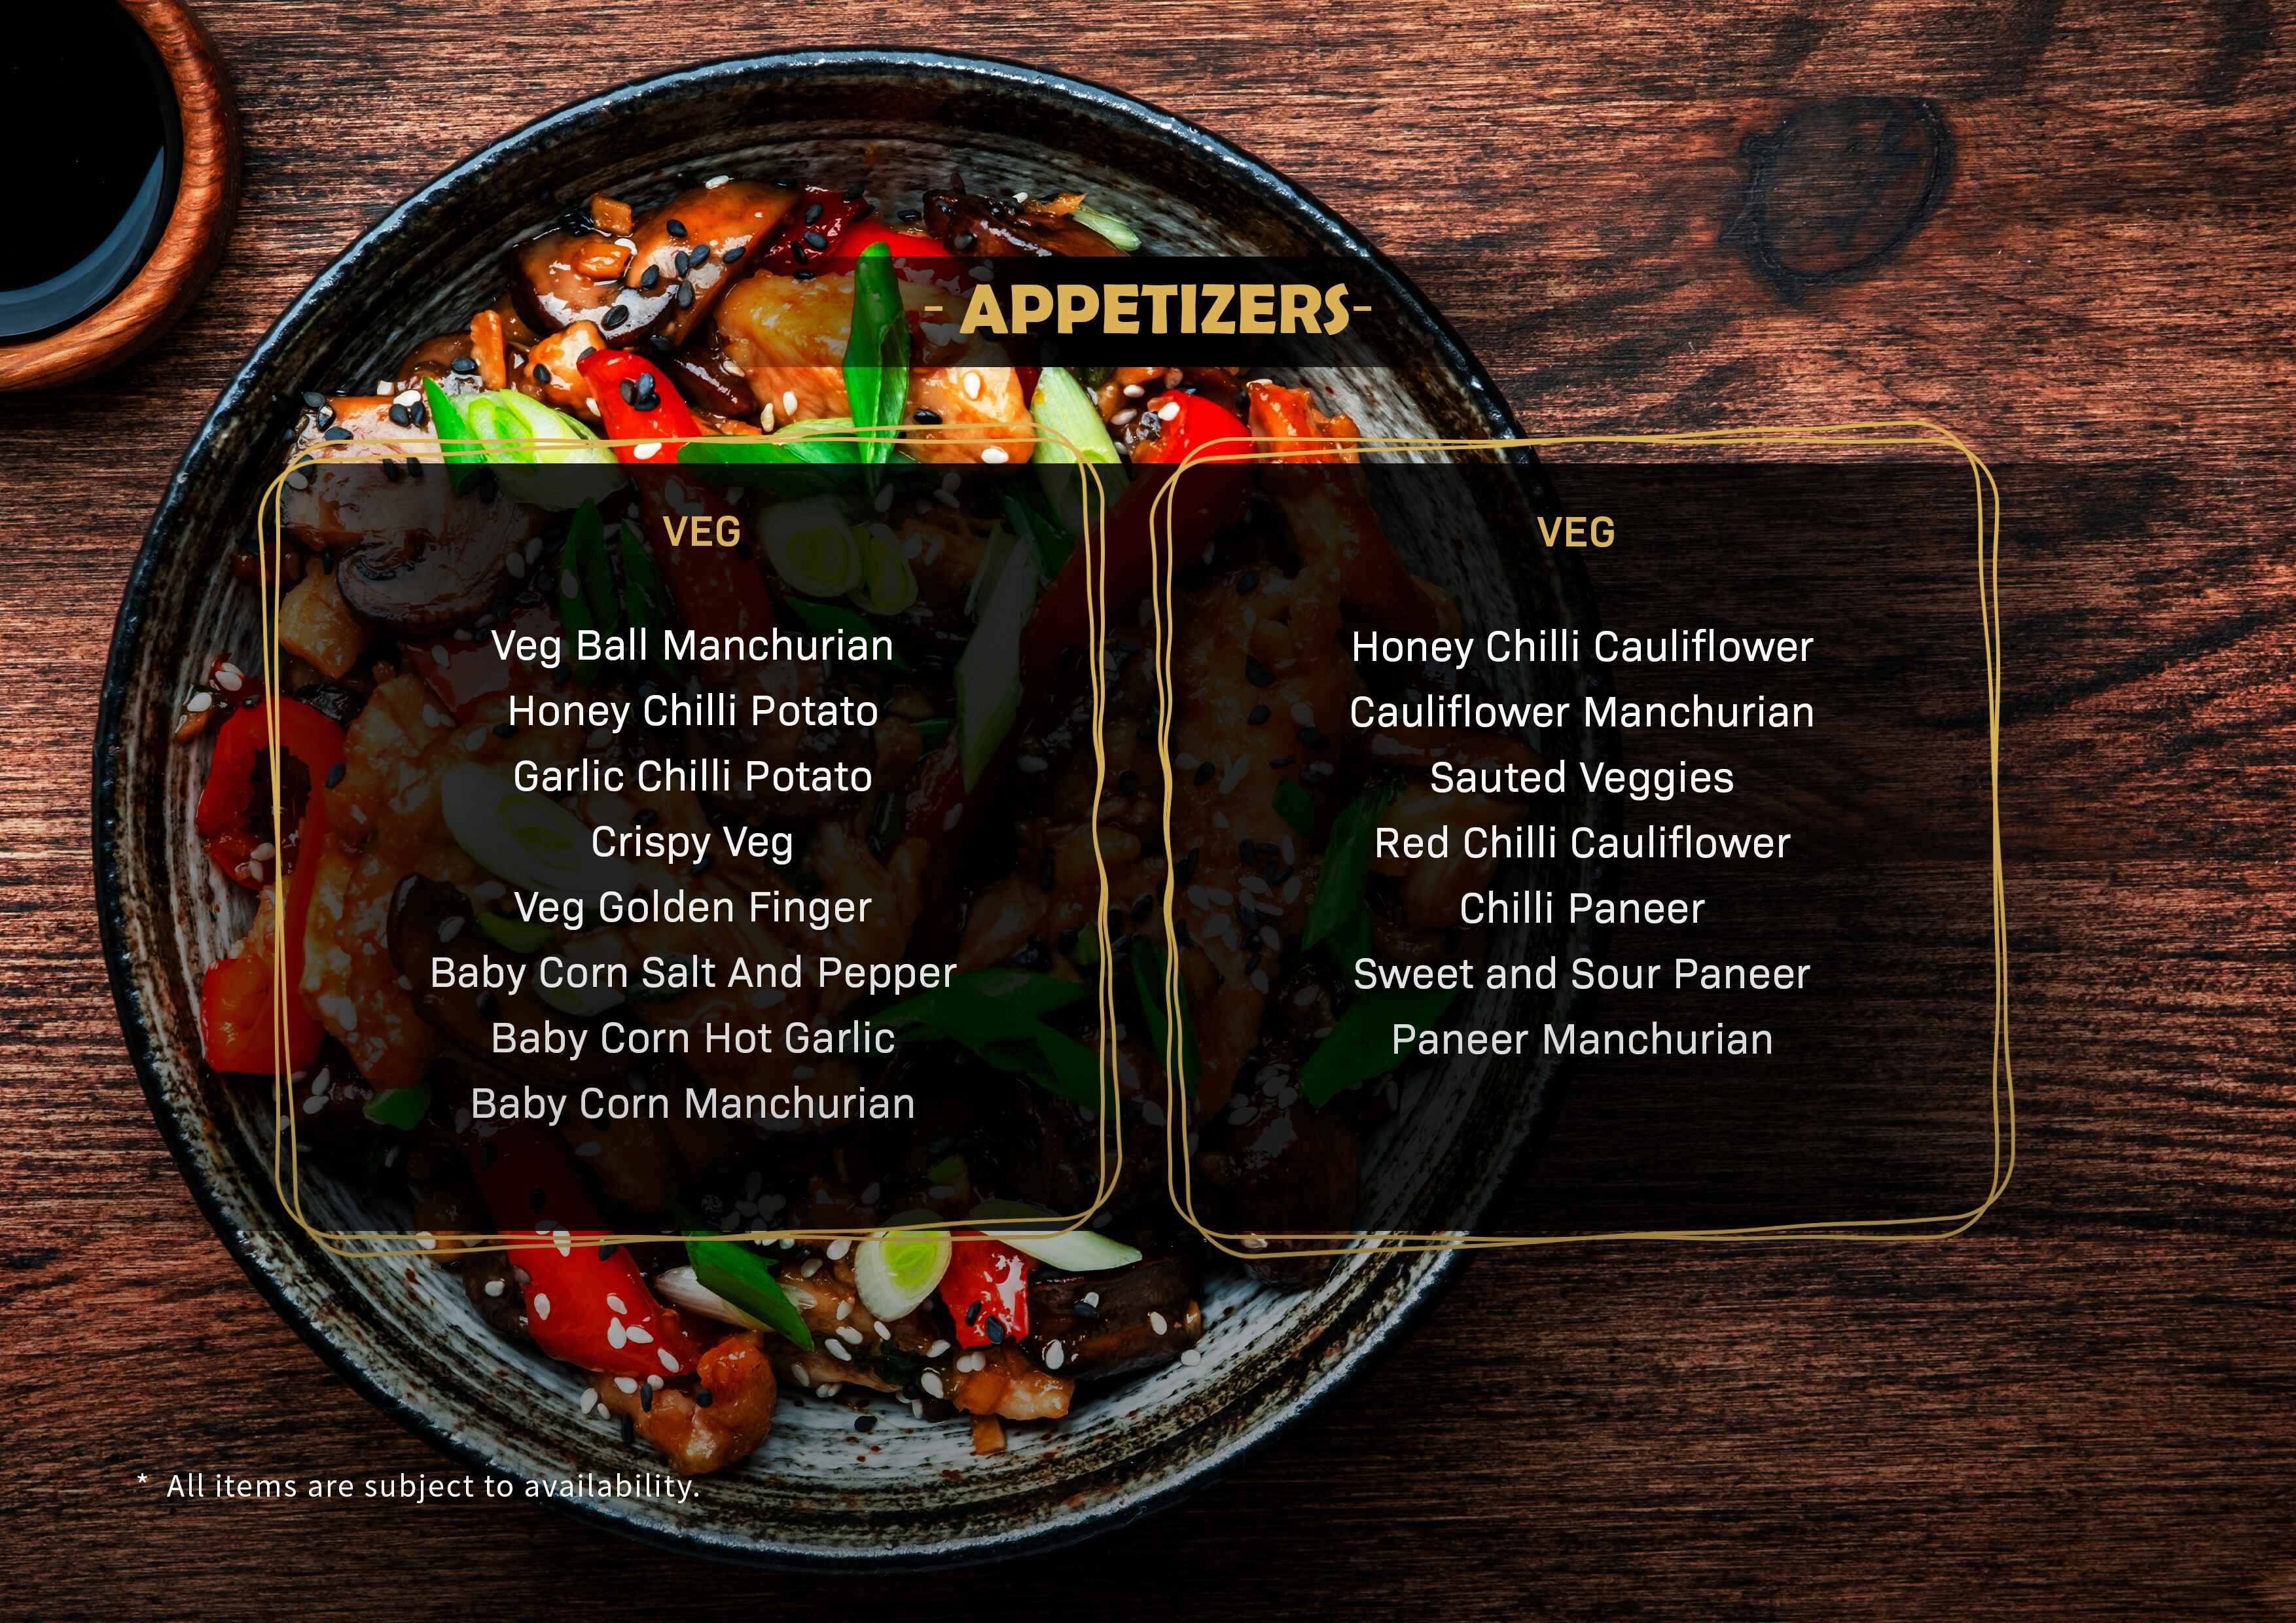 - APPETIZERS-
VEG
Veg Ball Manchurian
Honey Chilli Potato
Garlic Chilli Potato
Crispy Veg
Veg Golden Finger
Baby Corn Salt And Pepper
Baby Corn Hot Garlic
Baby Corn Manchurian
VEG
Honey Chilli Cauliflower
Cauliflower Manchurian
Sauted Veggies
Red Chilli Cauliflower
Chilli Paneer
Sweet and Sour Paneer
Paneer Manchurian
* All items are subject to availability.